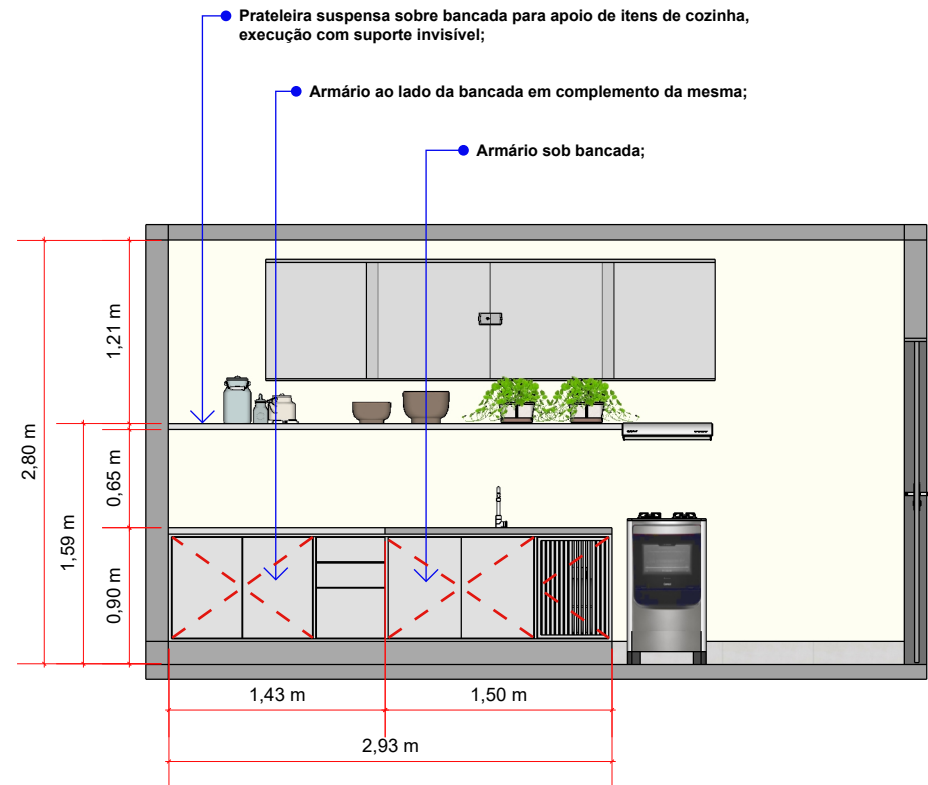 Prateleira suspensa sobre bancada para apoio de itens de cozinha,
execução com suporte invisível;
Armário ao lado da bancada em complemento da mesma;
Armário sob bancada;
1,21 m
2,80 m
0,65 m
1,59 m
0,90 m
1,43 m
1,50 m
2,93 m